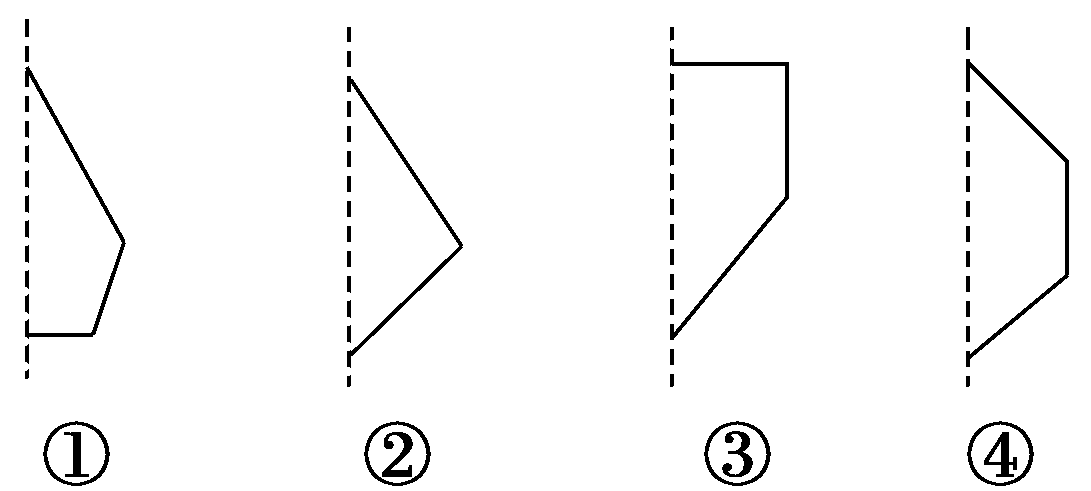 ① ② ③ ④